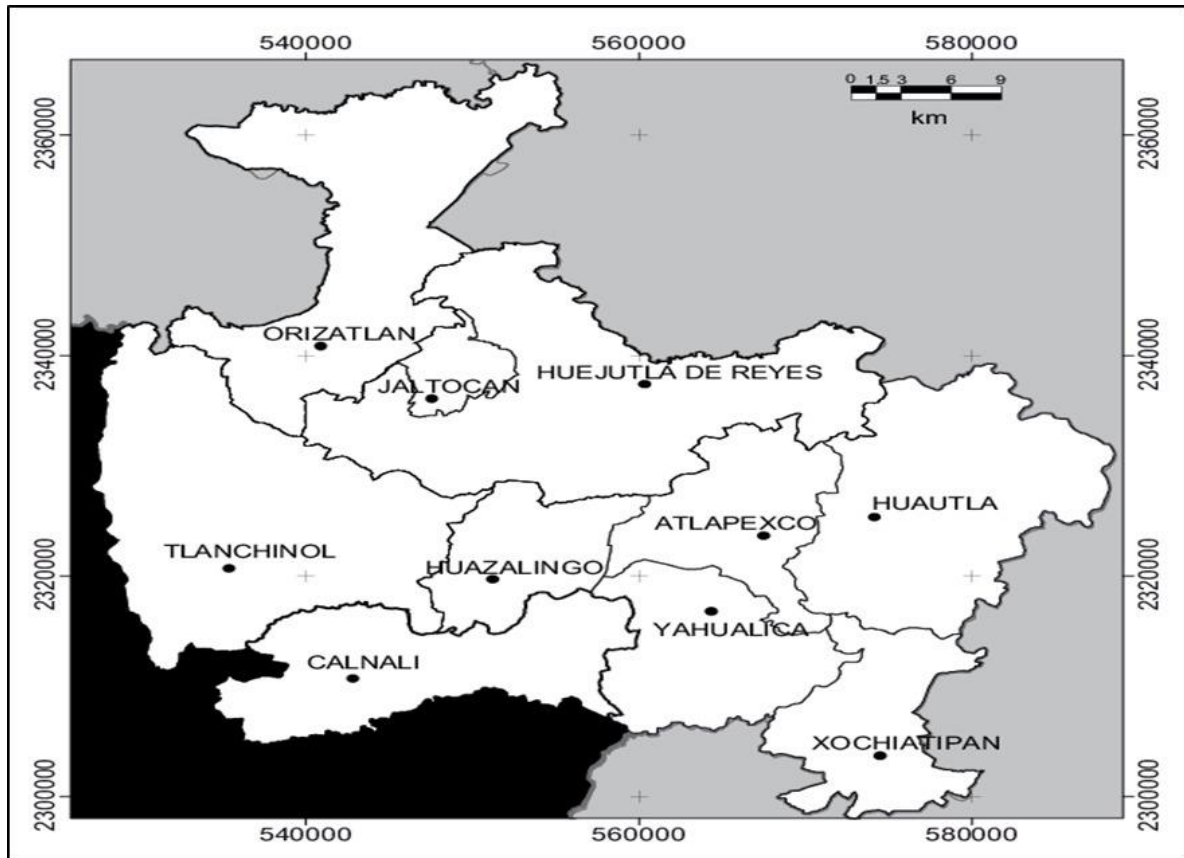 540000 560000 580000
0 1.5 3 6 9
km
2360000 2360000
ORIZATLAN
2340000 2340000
JALTOCAN
HUEJUTLA DE REYES
HUAUTLA
ATLAPEXCO
TLANCHINOL
HUAZALINGO
2320000 2320000
YAHUALICA
CALNALI
XOCHIATIPAN
2300000 2300000
540000 560000 580000